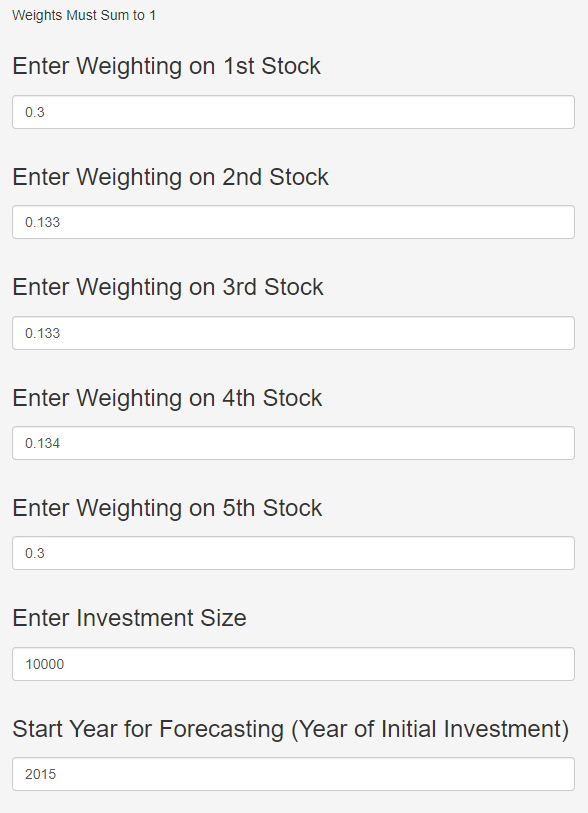 Weights Must Sum to 1
Enter Weighting on 1st Stock
0.3
Enter Weighting on 2nd Stock
0.133
Enter Weighting on 3rd Stock
0.133
Enter Weighting on 4th Stock
0.134
Enter Weighting on 5th Stock
0.3
Enter Investment Size
10000
Start Year for Forecasting (Year of Initial Investment)
2015